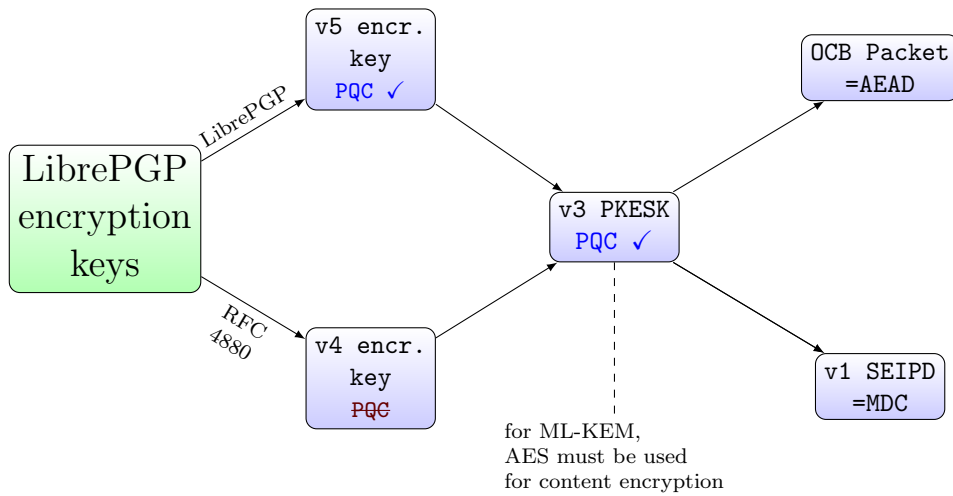 LibrePGP
encryption
keys
LibrePGP
RFC
4880
v5 encr.
key
PQC ✓
v4 encr.
key
PQC
v3 PKESK
PQC ✓
for ML-KEM,
AES must be used
for content encryption
OCB Packet
=AEAD
v1 SEIPD
=MDC